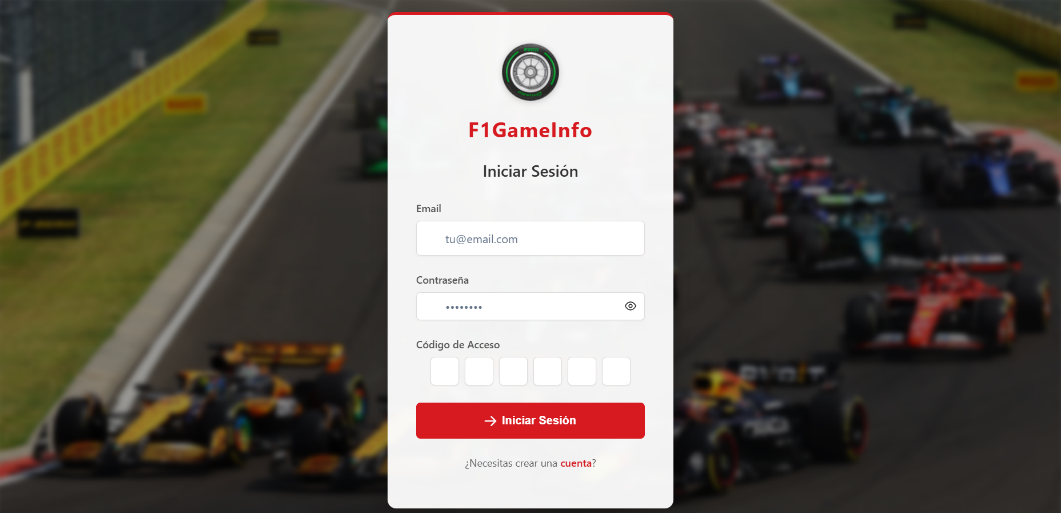 F1GameInfo
Iniciar Sesión
Email
tu@email.com
Contraseña
••••••••
Código de Acceso
→ Iniciar Sesión
¿Necesitas crear una cuenta?